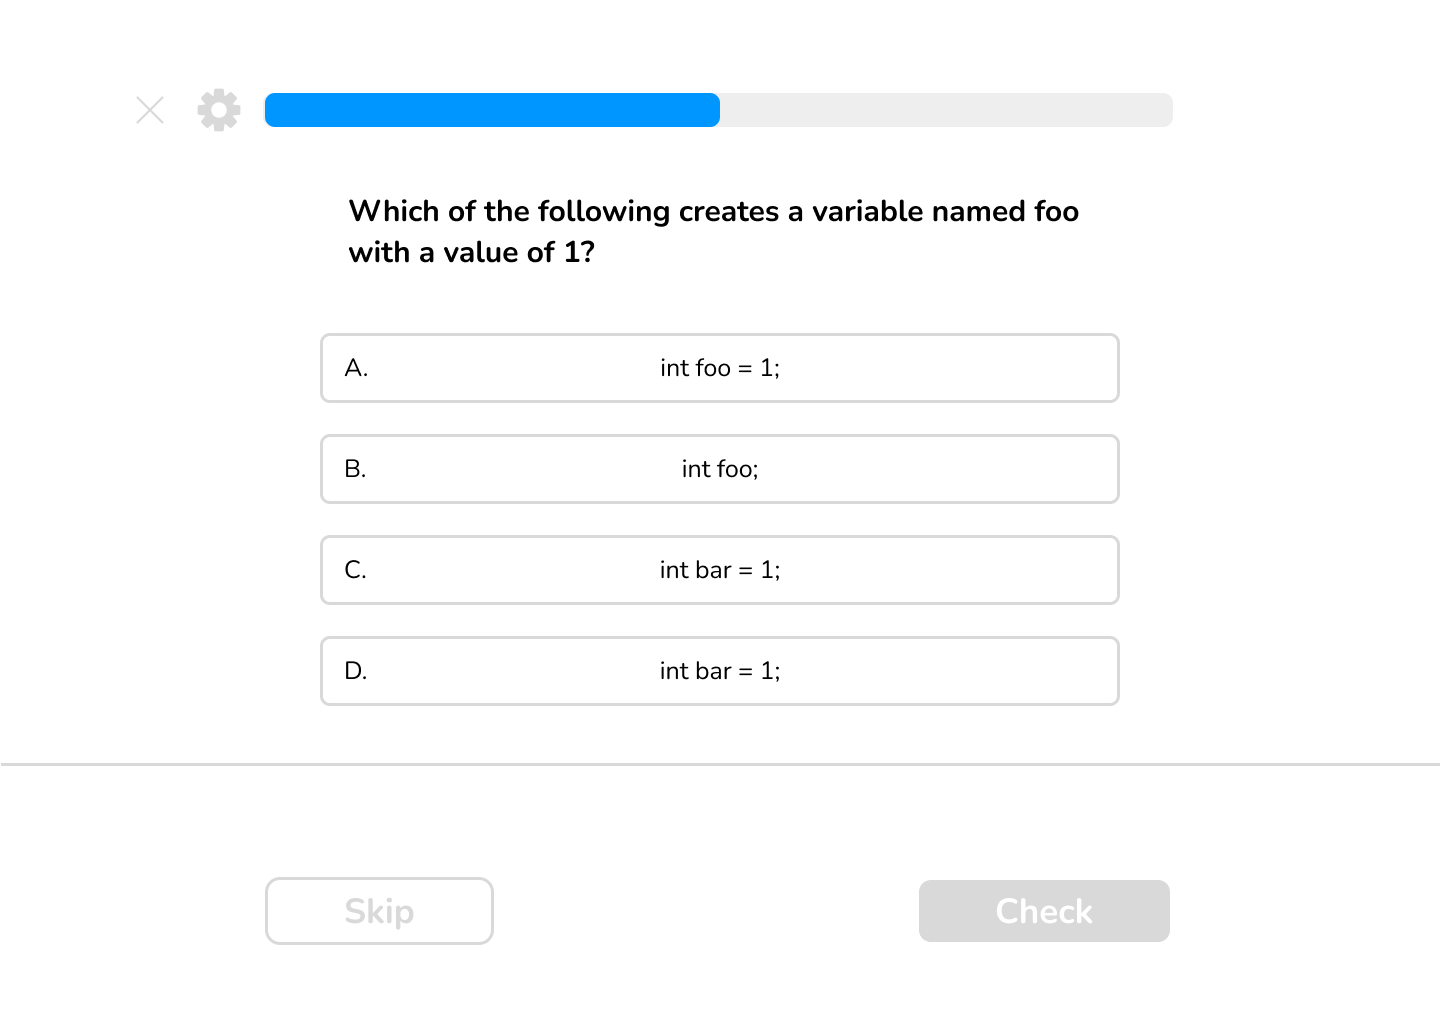 Which of the following creates a variable named foo
with a value of 1?
A. int foo = 1;
B. int foo;
C. int bar = 1;
D. int bar = 1;
Skip Check